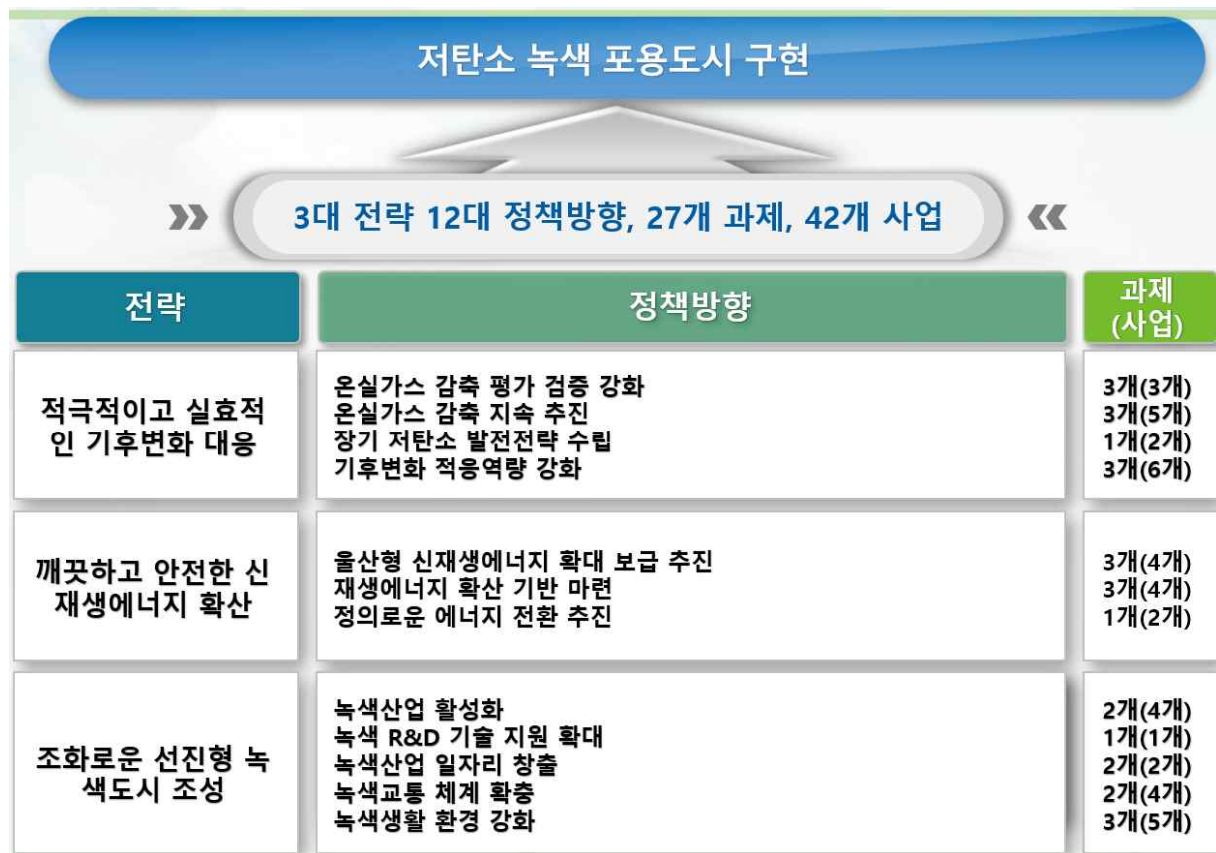 저탄소 녹색 포용도시 구현
3대 전략 12대 정책방향, 27개 과제, 42개 사업
전략
정책방향
과제
(사업)
적극적이고 실효적
인 기후변화 대응
온실가스 감축 평가 검증 강화
온실가스 감축 지속 추진
장기 저탄소 발전전략 수립
기후변화 적응역량 강화
3개(3개)
3개(5개)
1개(2개)
3개(6개)
깨끗하고 안전한 신
재생에너지 확산
울산형 신재생에너지 확대 보급 추진
재생에너지 확산 기반 마련
정의로운 에너지 전환 추진
3개(4개)
3개(4개)
1개(2개)
조화로운 선진형 녹
색도시 조성
녹색산업 활성화
녹색 R&D 기술 지원 확대
녹색산업 일자리 창출
녹색교통 체계 확충
녹색생활 환경 강화
2개(4개)
1개(1개)
2개(2개)
2개(4개)
3개(5개)